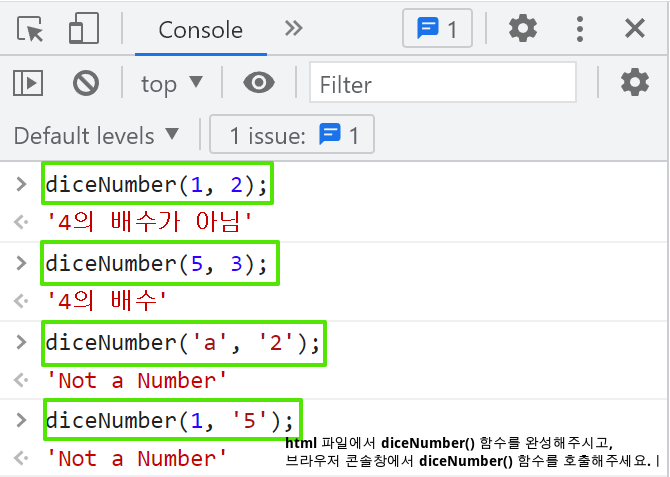 Console
1
top
Filter
Default levels
1 issue:
1
diceNumber(1, 2);
'4의 배수가 아님'
diceNumber(5, 3);
'4의 배수'
diceNumber('a', '2');
'Not a Number'
diceNumber(1, '5');
html 파일에서 diceNumber() 함수를 완성해주시고,
'Not a Number'
브라우저 콘솔창에서 diceNumber() 함수를 호출해주세요.ㅣ